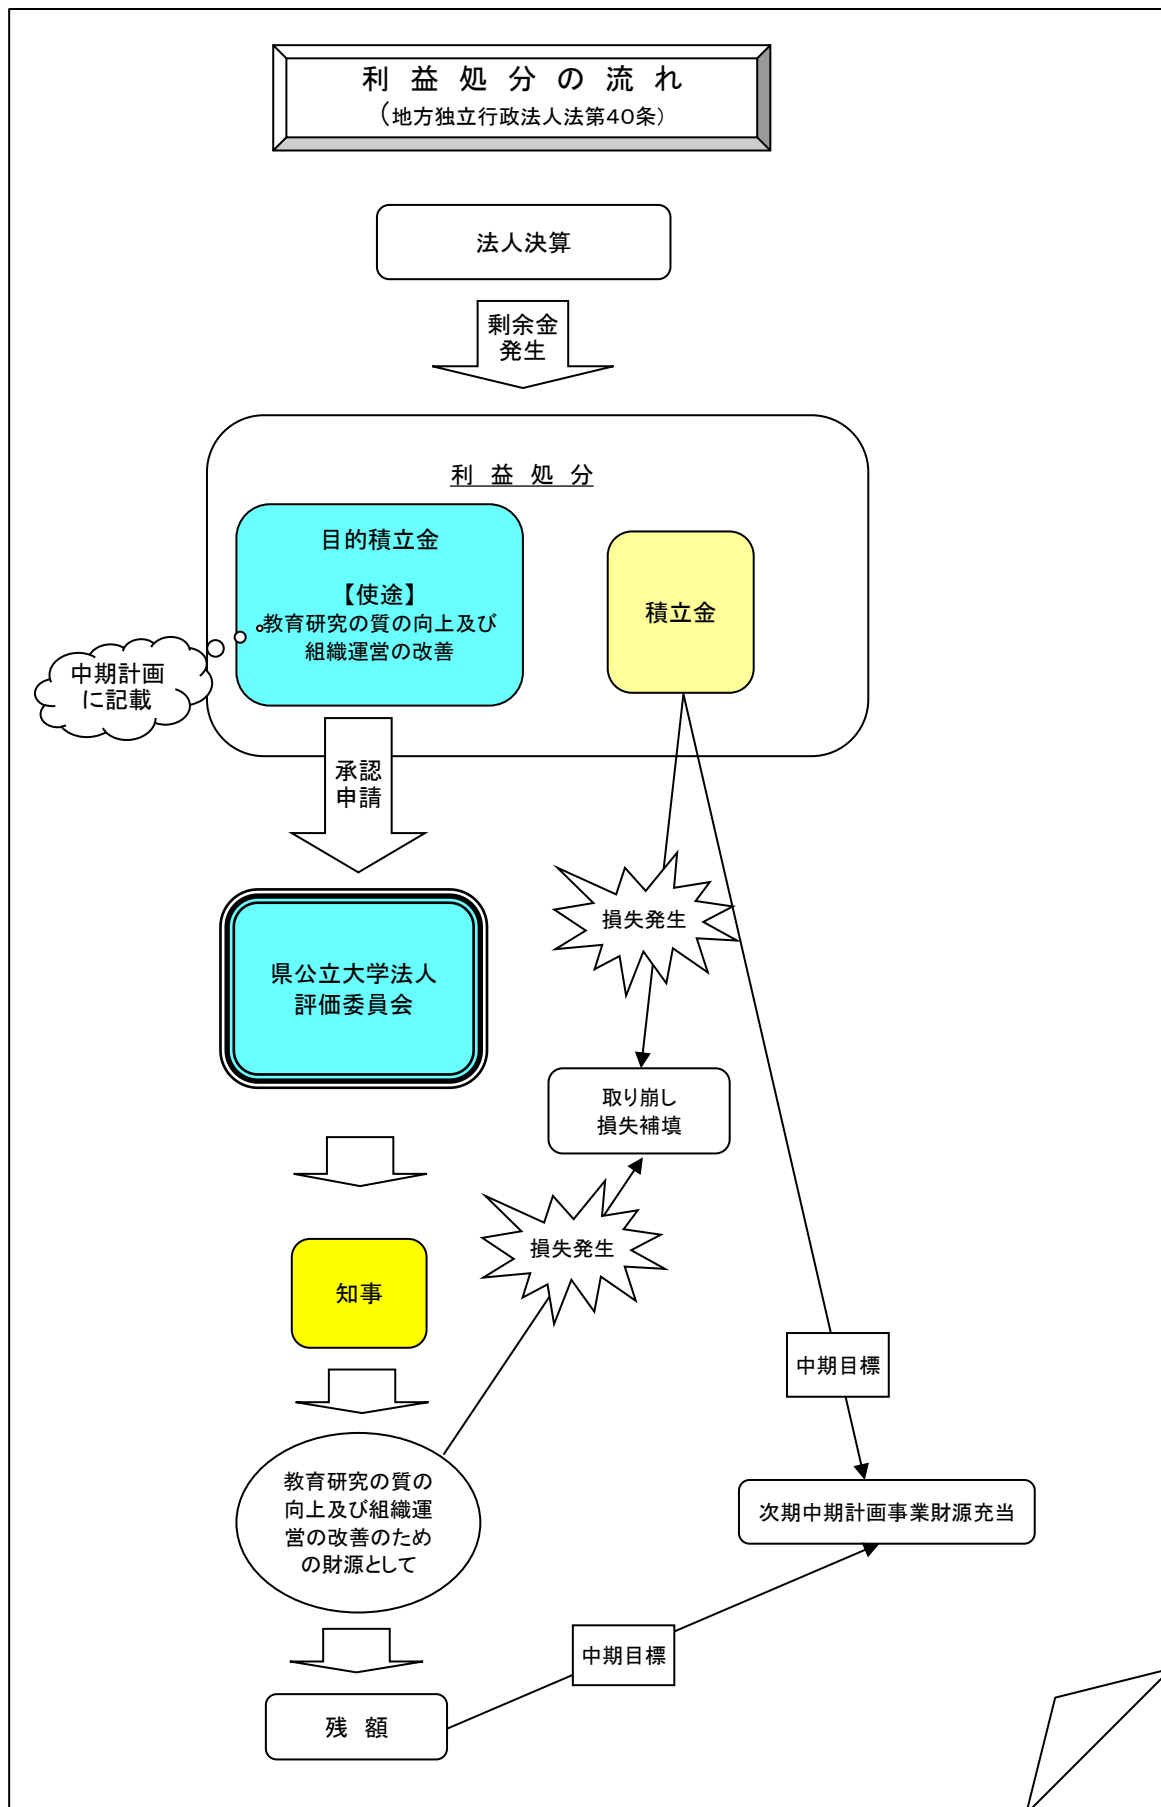 利益処分の流れ
（地方独立行政法人法第４０条）
法人決算
剰余金
発生
利益処分
目的積立金
【使途】
教育研究の質の向上及び
組織運営の改善
積立金
中期計画
に記載
承認
申請
損失発生
県公立大学法人
評価委員会
取り崩し
損失補填
損失発生
知事
中期目標
教育研究の質の
向上及び組織運
営の改善のため
の財源として
次期中期計画事業財源充当
中期目標
残額